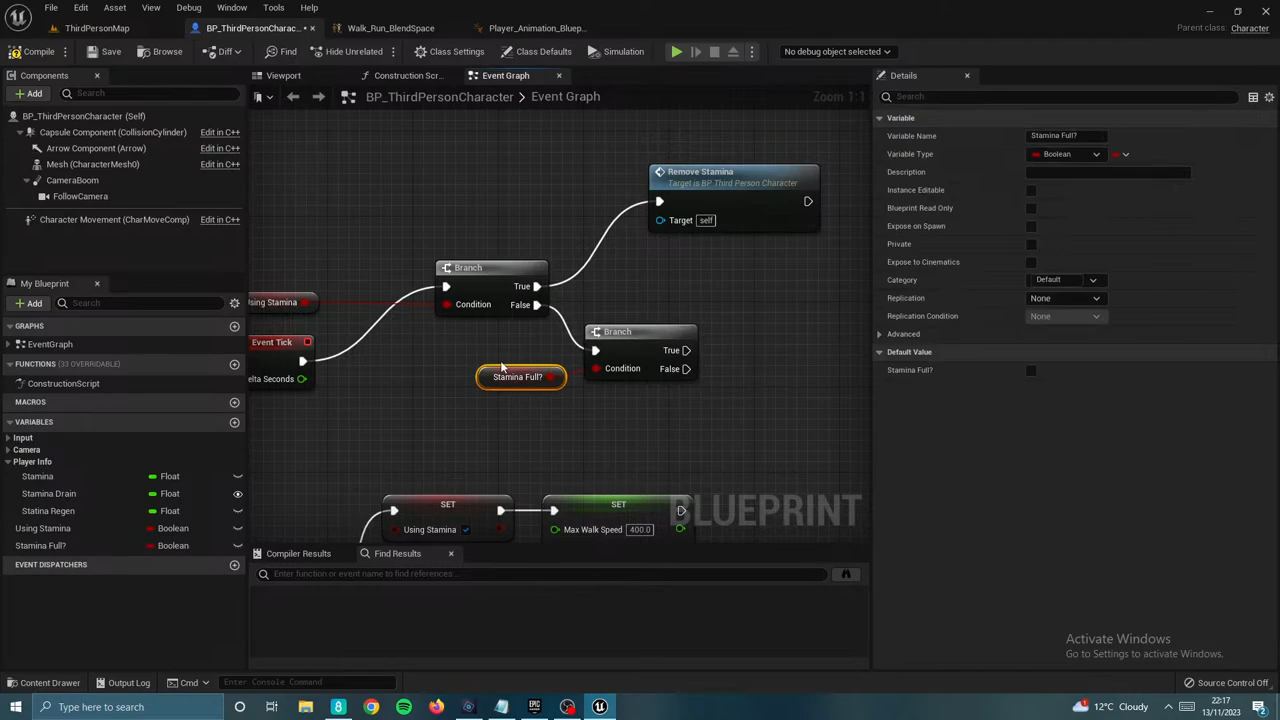 File Edit Asset View Debug Window Tools Help
Parent class: Character
ThirdPersonMap BP_ThirdPersonCharac... Walk_Run_BlendSpace Player_Animation_Bluep...
Compile Save Browse Diff Find Hide Unrelated Class Settings Class Defaults Simulation No debug object selected
Components Viewport Construction Scr... Event Graph Details
Add Search BP_ThirdPersonCharacter > Event Graph Zoom 1:1 Search
BP_ThirdPersonCharacter (Self)
Capsule Component (CollisionCylinder) Edit in C++
Arrow Component (Arrow) Edit in C++
Mesh (CharacterMesh0) Edit in C++
CameraBoom
FollowCamera
Character Movement (CharMoveComp) Edit in C++
My Blueprint
Add Search
GRAPHS
EventGraph
FUNCTIONS (33 OVERRIDABLE)
ConstructionScript
MACROS
VARIABLES
Input
Camera
Player Info
Stamina Float
Stamina Drain Float
Statina Regen Float
Using Stamina Boolean
Stamina Full? Boolean
EVENT DISPATCHERS
Remove Stamina
Target is BP Third Person Character
Target self
Branch
True
Condition False
Using Stamina
Event Tick
elta Seconds
Branch
True
Condition False
Stamina Full?
SET
Using Stamina
SET
Max Walk Speed 400.0
BLUEPRINT
Compiler Results Find Results
Enter function or event name to find references...
Variable
Variable Name Stamina Full?
Variable Type Boolean
Description
Instance Editable
Blueprint Read Only
Expose on Spawn
Private
Expose to Cinematics
Category Default
Replication None
Replication Condition None
Advanced
Default Value
Stamina Full?
Activate Windows
Go to Settings to activate Windows.
Content Drawer Output Log Cmd Enter Console Command Source Control Off
Type here to search 12°C Cloudy 22:17
13/11/2023 2